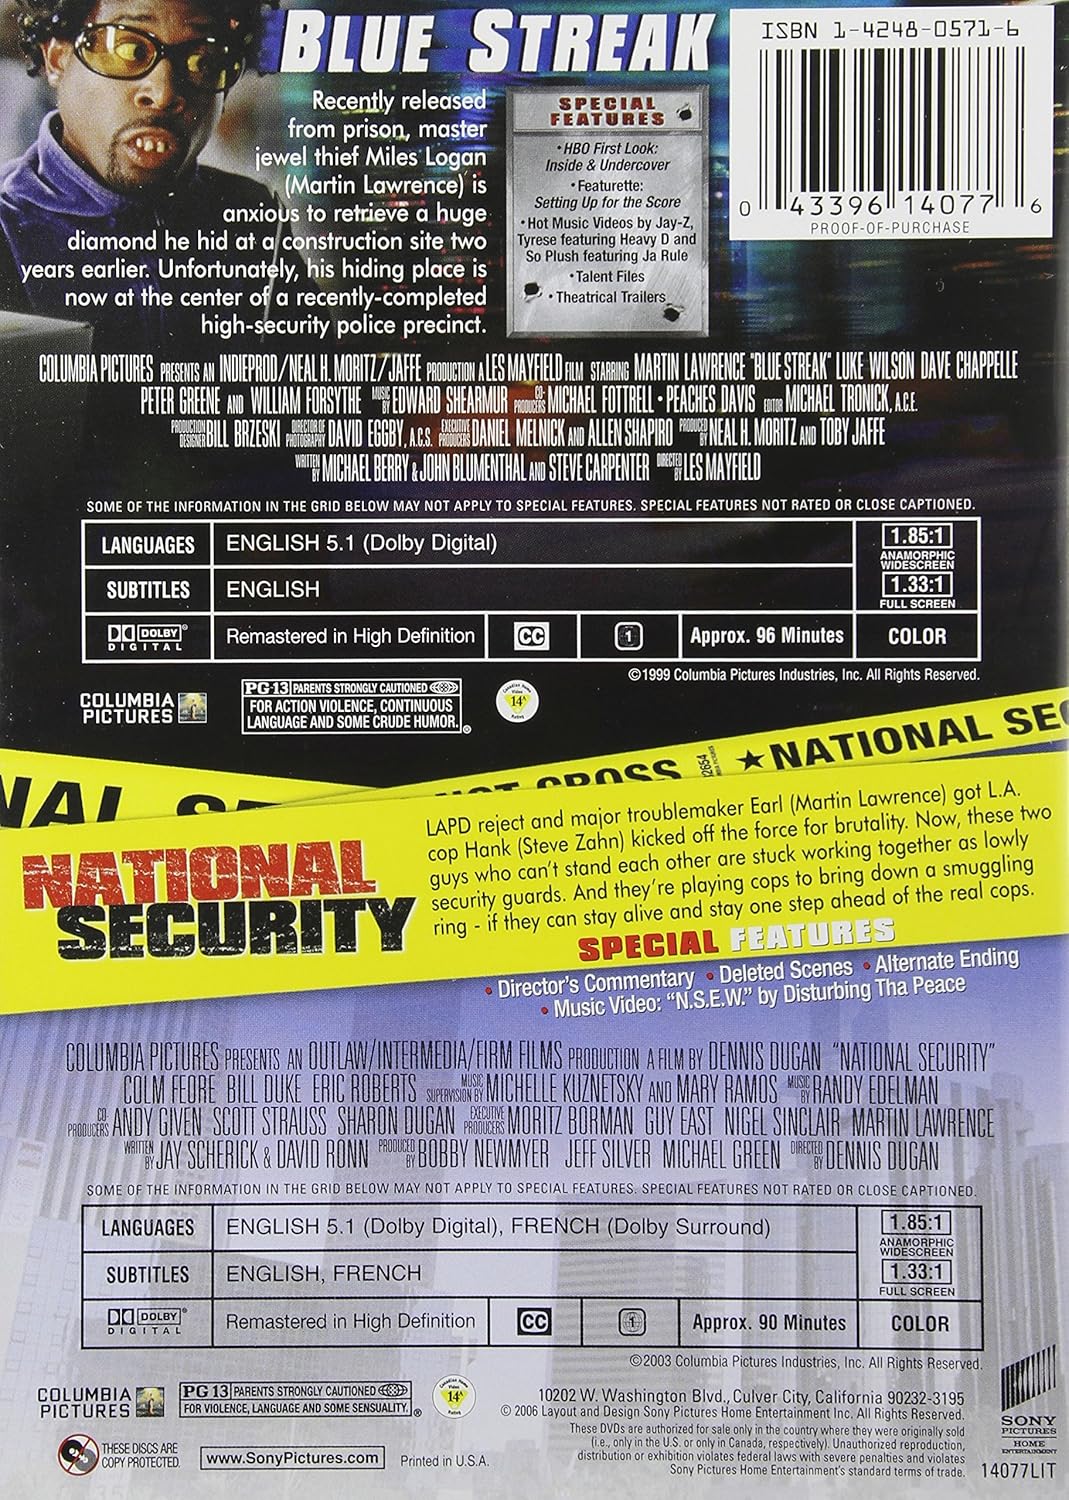 BLUE STREAK
Recently released
from prison, master
jewel thief Miles Logan
(Martin Lawrence) is
anxious to retrieve a huge
diamond he hid at a construction site two
years earlier. Unfortunately, his hiding place is
now at the center of a recently-completed
high-security police precinct.
SPECIAL
FEATURES
• HBO First Look:
Inside & Undercover
• Featurette:
Setting Up for the Score
• Hot Music Videos by Jay-Z,
Tyrese featuring Heavy D and
So Plush featuring Ja Rule
• Talent Files
• Theatrical Trailers
ISBN 1-4248-0571-6
0 43396 14077 6
PROOF-OF-PURCHASE
COLUMBIA PICTURES PRESENTS AN INDIEPROD/NEAL H. MORITZ/JAFFE PRODUCTION A LES MAYFIELD FILM STARRING MARTIN LAWRENCE "BLUE STREAK" LUKE WILSON DAVE CHAPPELLE
PETER GREENE AND WILLIAM FORSYTHE MUSIC BY EDWARD SHEARMUR CO-PRODUCERS MICHAEL FOTTRELL • PEACHES DAVIS EDITOR MICHAEL TRONICK, A.C.E.
PRODUCTION DESIGNER BILL BRZESKI DIRECTOR OF PHOTOGRAPHY DAVID EGGBY, A.C.S. EXECUTIVE PRODUCERS DANIEL MELNICK AND ALLEN SHAPIRO PRODUCED BY NEAL H. MORITZ AND TOBY JAFFE
WRITTEN BY MICHAEL BERRY & JOHN BLUMENTHAL AND STEVE CARPENTER DIRECTED BY LES MAYFIELD
SOME OF THE INFORMATION IN THE GRID BELOW MAY NOT APPLY TO SPECIAL FEATURES. SPECIAL FEATURES NOT RATED OR CLOSE CAPTIONED.
LANGUAGES ENGLISH 5.1 (Dolby Digital)
SUBTITLES ENGLISH
1.85:1
ANAMORPHIC
WIDESCREEN
1.33:1
FULL SCREEN
DOLBY DIGITAL Remastered in High Definition CC 1 Approx. 96 Minutes COLOR
©1999 Columbia Pictures Industries, Inc. All Rights Reserved.
COLUMBIA
PICTURES
PG-13 PARENTS STRONGLY CAUTIONED
FOR ACTION VIOLENCE, CONTINUOUS
LANGUAGE AND SOME CRUDE HUMOR.
Canadian Home
Video
14A
Rating
NOT CROSS
★NATIONAL SEC
NATIONAL
SECURITY
LAPD reject and major troublemaker Earl (Martin Lawrence) got L.A.
cop Hank (Steve Zahn) kicked off the force for brutality. Now, these two
guys who can't stand each other are stuck working together as lowly
security guards. And they're playing cops to bring down a smuggling
ring - if they can stay alive and stay one step ahead of the real cops.
SPECIAL FEATURES
• Director's Commentary • Deleted Scenes • Alternate Ending
• Music Video: "N.S.E.W." by Disturbing Tha Peace
COLUMBIA PICTURES PRESENTS AN OUTLAW/INTERMEDIA/FIRM FILMS PRODUCTION A FILM BY DENNIS DUGAN "NATIONAL SECURITY"
COLM FEORE BILL DUKE ERIC ROBERTS MUSIC SUPERVISION BY MICHELLE KUZNETSKY AND MARY RAMOS MUSIC BY RANDY EDELMAN
CO-PRODUCERS ANDY GIVEN SCOTT STRAUSS SHARON DUGAN EXECUTIVE PRODUCERS MORITZ BORMAN GUY EAST NIGEL SINCLAIR MARTIN LAWRENCE
WRITTEN BY JAY SCHERICK & DAVID RONN PRODUCED BY BOBBY NEWMYER JEFF SILVER MICHAEL GREEN DIRECTED BY DENNIS DUGAN
SOME OF THE INFORMATION IN THE GRID BELOW MAY NOT APPLY TO SPECIAL FEATURES. SPECIAL FEATURES NOT RATED OR CLOSE CAPTIONED.
LANGUAGES ENGLISH 5.1 (Dolby Digital), FRENCH (Dolby Surround)
SUBTITLES ENGLISH, FRENCH
1.85:1
ANAMORPHIC
WIDESCREEN
1.33:1
FULL SCREEN
DOLBY DIGITAL Remastered in High Definition CC 1 Approx. 90 Minutes COLOR
©2003 Columbia Pictures Industries, Inc. All Rights Reserved.
COLUMBIA
PICTURES
PG-13 PARENTS STRONGLY CAUTIONED
FOR VIOLENCE, LANGUAGE AND SOME SENSUALITY.
Canadian Home
Video
14A
Rating
10202 W. Washington Blvd., Culver City, California 90232-3195
© 2006 Layout and Design Sony Pictures Home Entertainment Inc. All Rights Reserved.
These DVDs are authorized for sale only in the country where they were originally sold
(i.e., only in the U.S. or only in Canada, respectively). Unauthorized reproduction,
distribution or exhibition violates federal laws with severe penalties and violates
Sony Pictures Home Entertainment's standard terms of trade.
THESE DISCS ARE
COPY PROTECTED.
www.SonyPictures.com
Printed in U.S.A.
SONY
PICTURES
HOME
ENTERTAINMENT
14077LIT